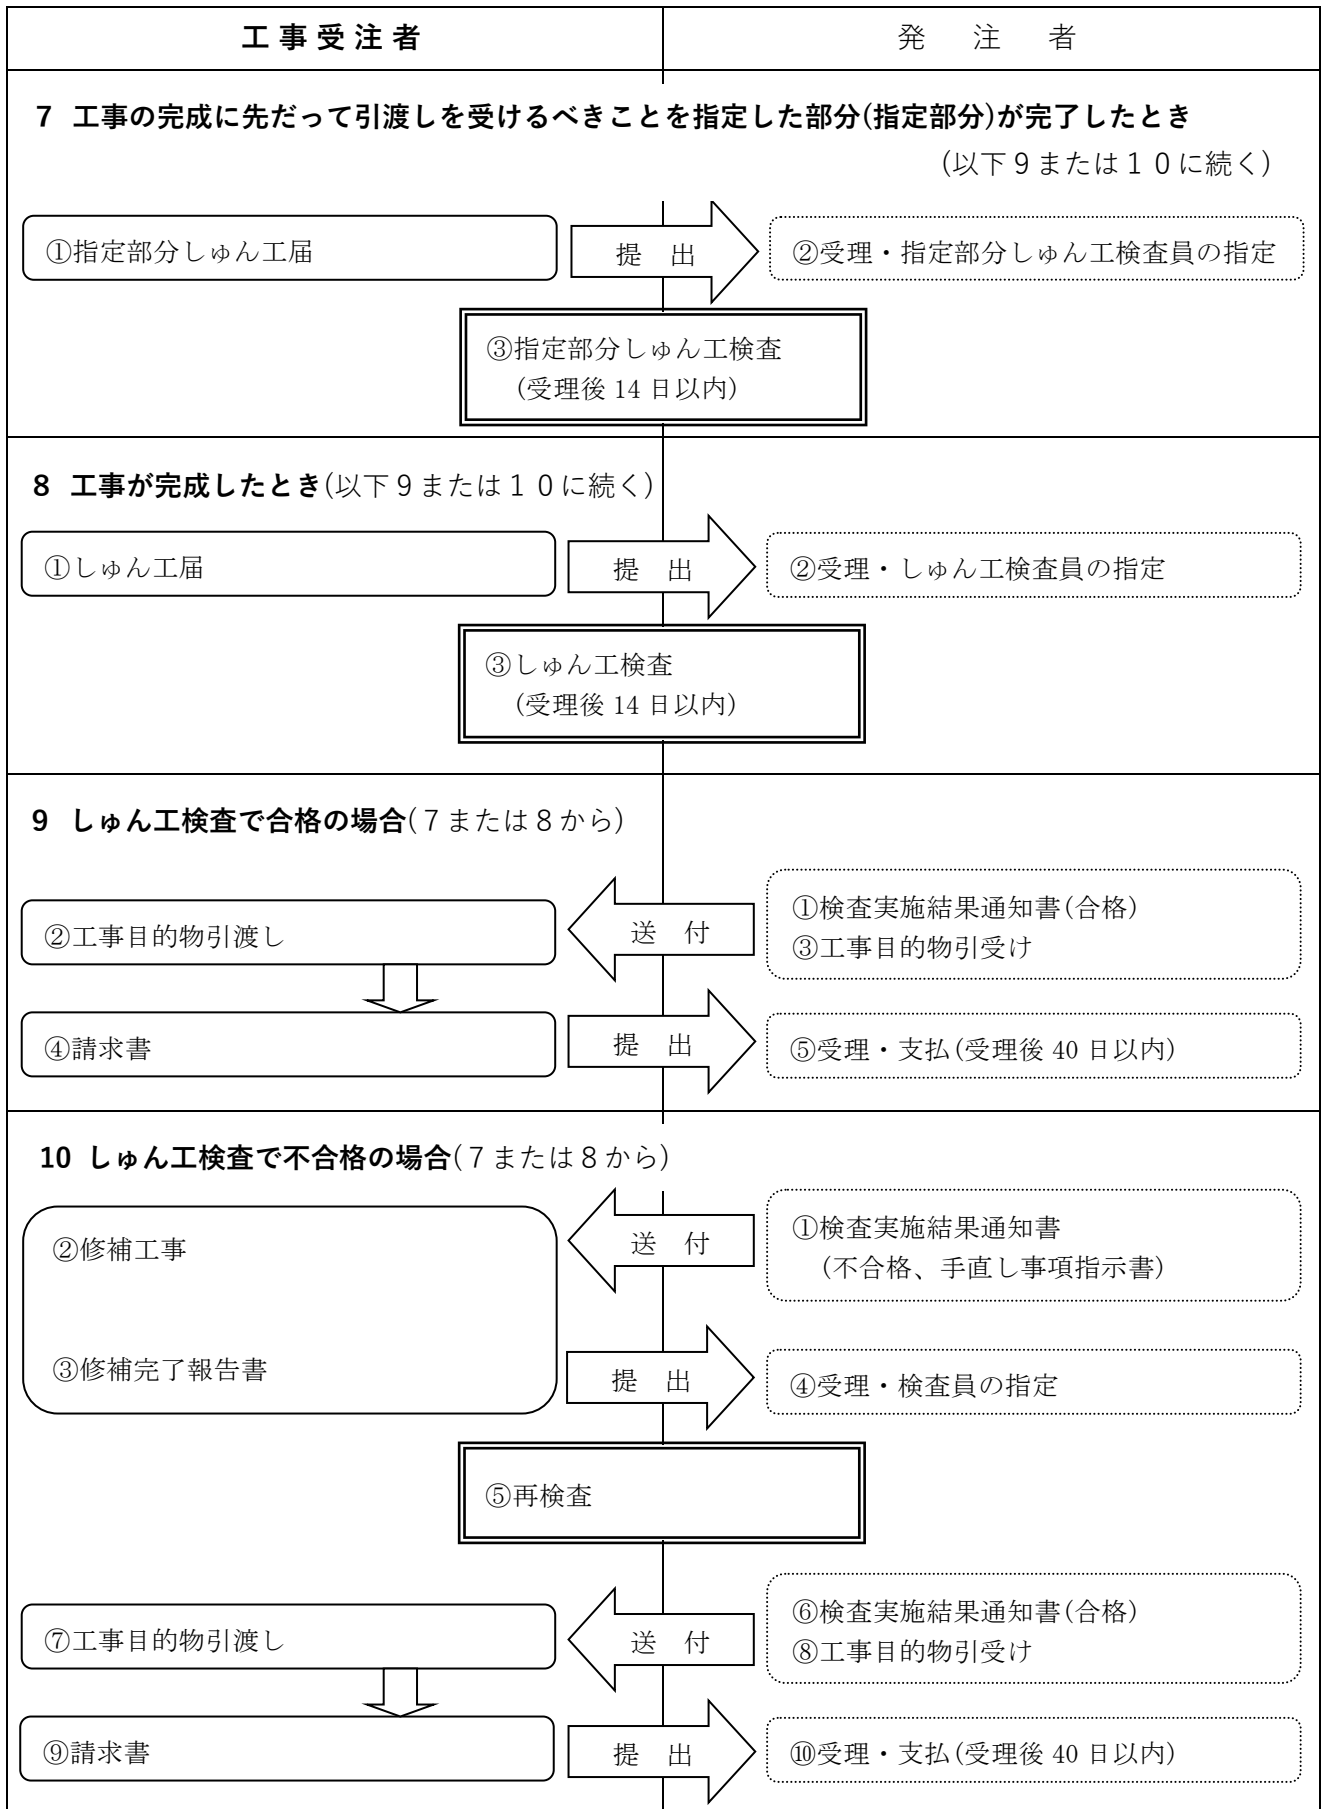 工事受注者
発　注　者
7 工事の完成に先だって引渡しを受けるべきことを指定した部分(指定部分)が完了したとき
(以下９または１０に続く)
①指定部分しゅん工届
提　出
②受理・指定部分しゅん工検査員の指定
③指定部分しゅん工検査
(受理後 14 日以内)
8 工事が完成したとき(以下９または１０に続く)
①しゅん工届
提　出
②受理・しゅん工検査員の指定
③しゅん工検査
(受理後 14 日以内)
9 しゅん工検査で合格の場合(７または８から)
①検査実施結果通知書(合格)
送　付
②工事目的物引渡し
③工事目的物引受け
④請求書
提　出
⑤受理・支払(受理後 40 日以内)
10 しゅん工検査で不合格の場合(７または８から)
①検査実施結果通知書
送　付
②修補工事
(不合格、手直し事項指示書)
③修補完了報告書
提　出
④受理・検査員の指定
⑤再検査
⑥検査実施結果通知書(合格)
送　付
⑦工事目的物引渡し
⑧工事目的物引受け
⑨請求書
提　出
⑩受理・支払(受理後 40 日以内)